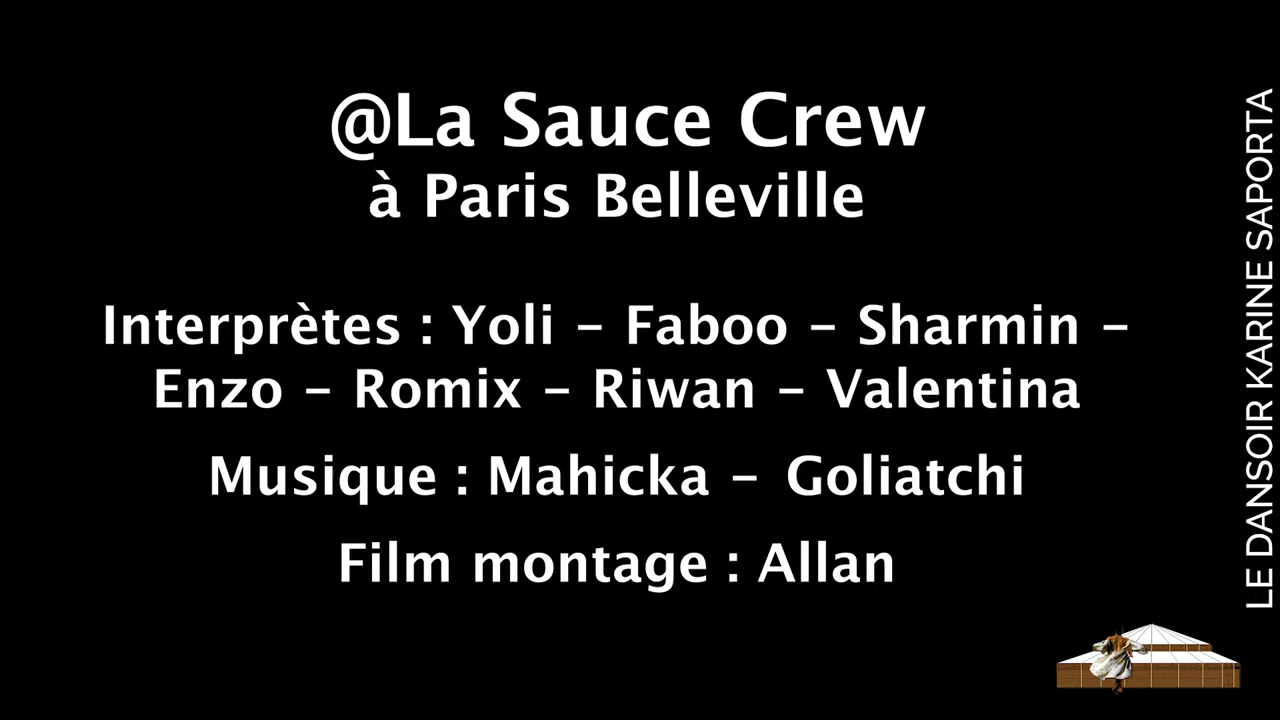 @La Sauce Crew
à Paris Belleville
Interprètes : Yoli - Faboo - Sharmin -
Enzo - Romix - Riwan - Valentina
Musique : Mahicka - Goliatchi
Film montage : Allan
LE DANSOIR KARINE SAPORTA